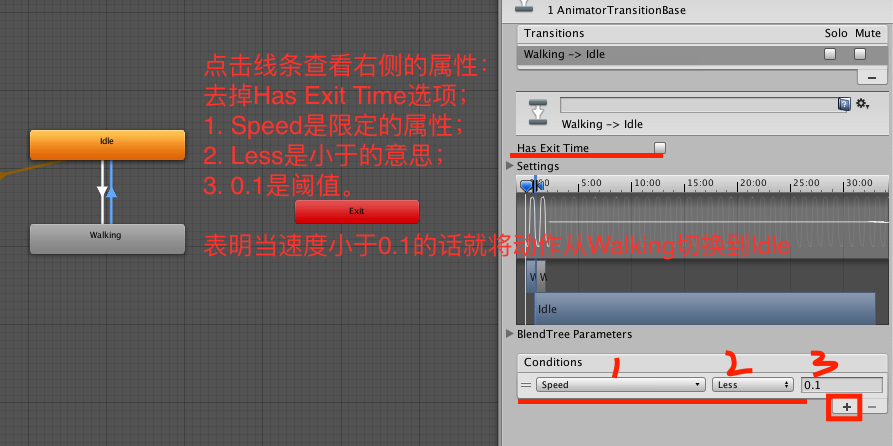 1 AnimatorTransitionBase
Transitions Solo Mute
Walking -> Idle
Walking -> Idle
Has Exit Time
Settings
5:00 10:00 15:00 20:00 25:00 30:00
Idle
BlendTree Parameters
Conditions
1 2 3
Speed Less 0.1
Idle
Walking
Exit
点击线条查看右侧的属性：
去掉Has Exit Time选项；
1. Speed是限定的属性；
2. Less是小于的意思；
3. 0.1是阈值。
表明当速度小于0.1的话就将动作从Walking切换到Idle